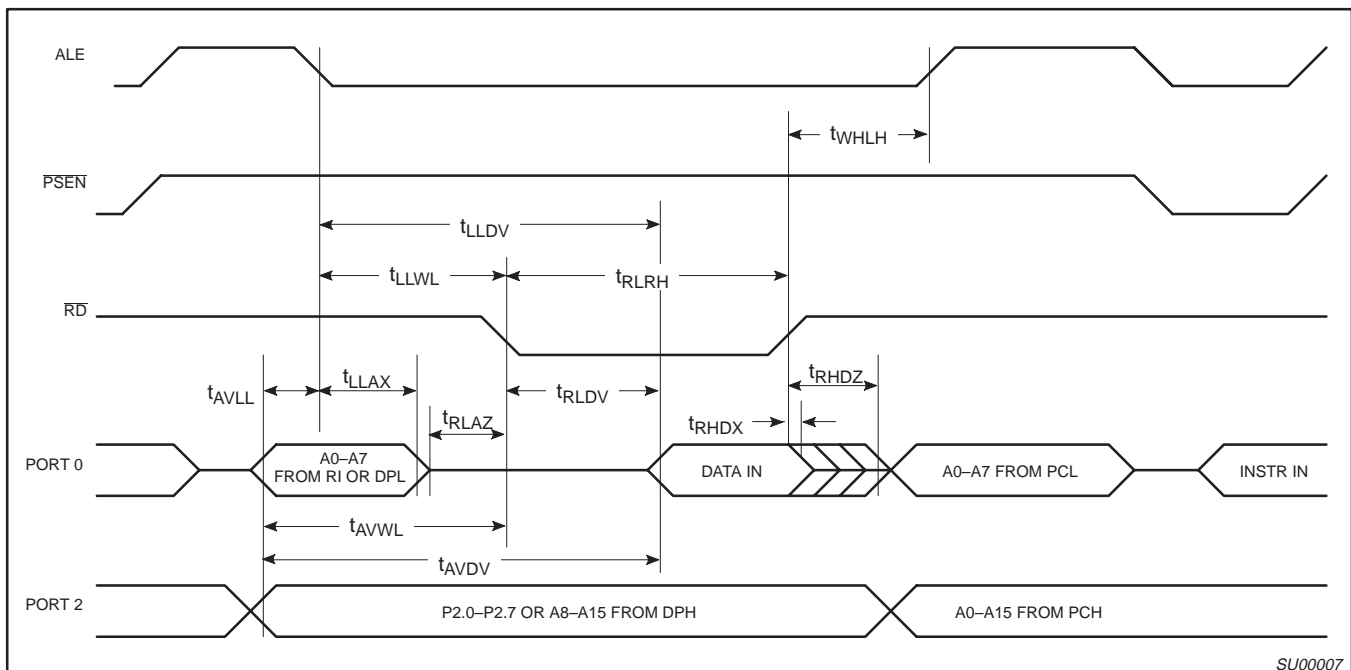 ALE
tWHLH
PSEN
tLLDV
tLLWL
tRLRH
RD
tAVLL
tLLAX
tRLDV
tRHDZ
tRLAZ
tRHDX
PORT 0
A0–A7
FROM RI OR DPL
DATA IN
A0–A7 FROM PCL
INSTR IN
tAVWL
tAVDV
PORT 2
P2.0–P2.7 OR A8–A15 FROM DPH
A0–A15 FROM PCH
SU00007